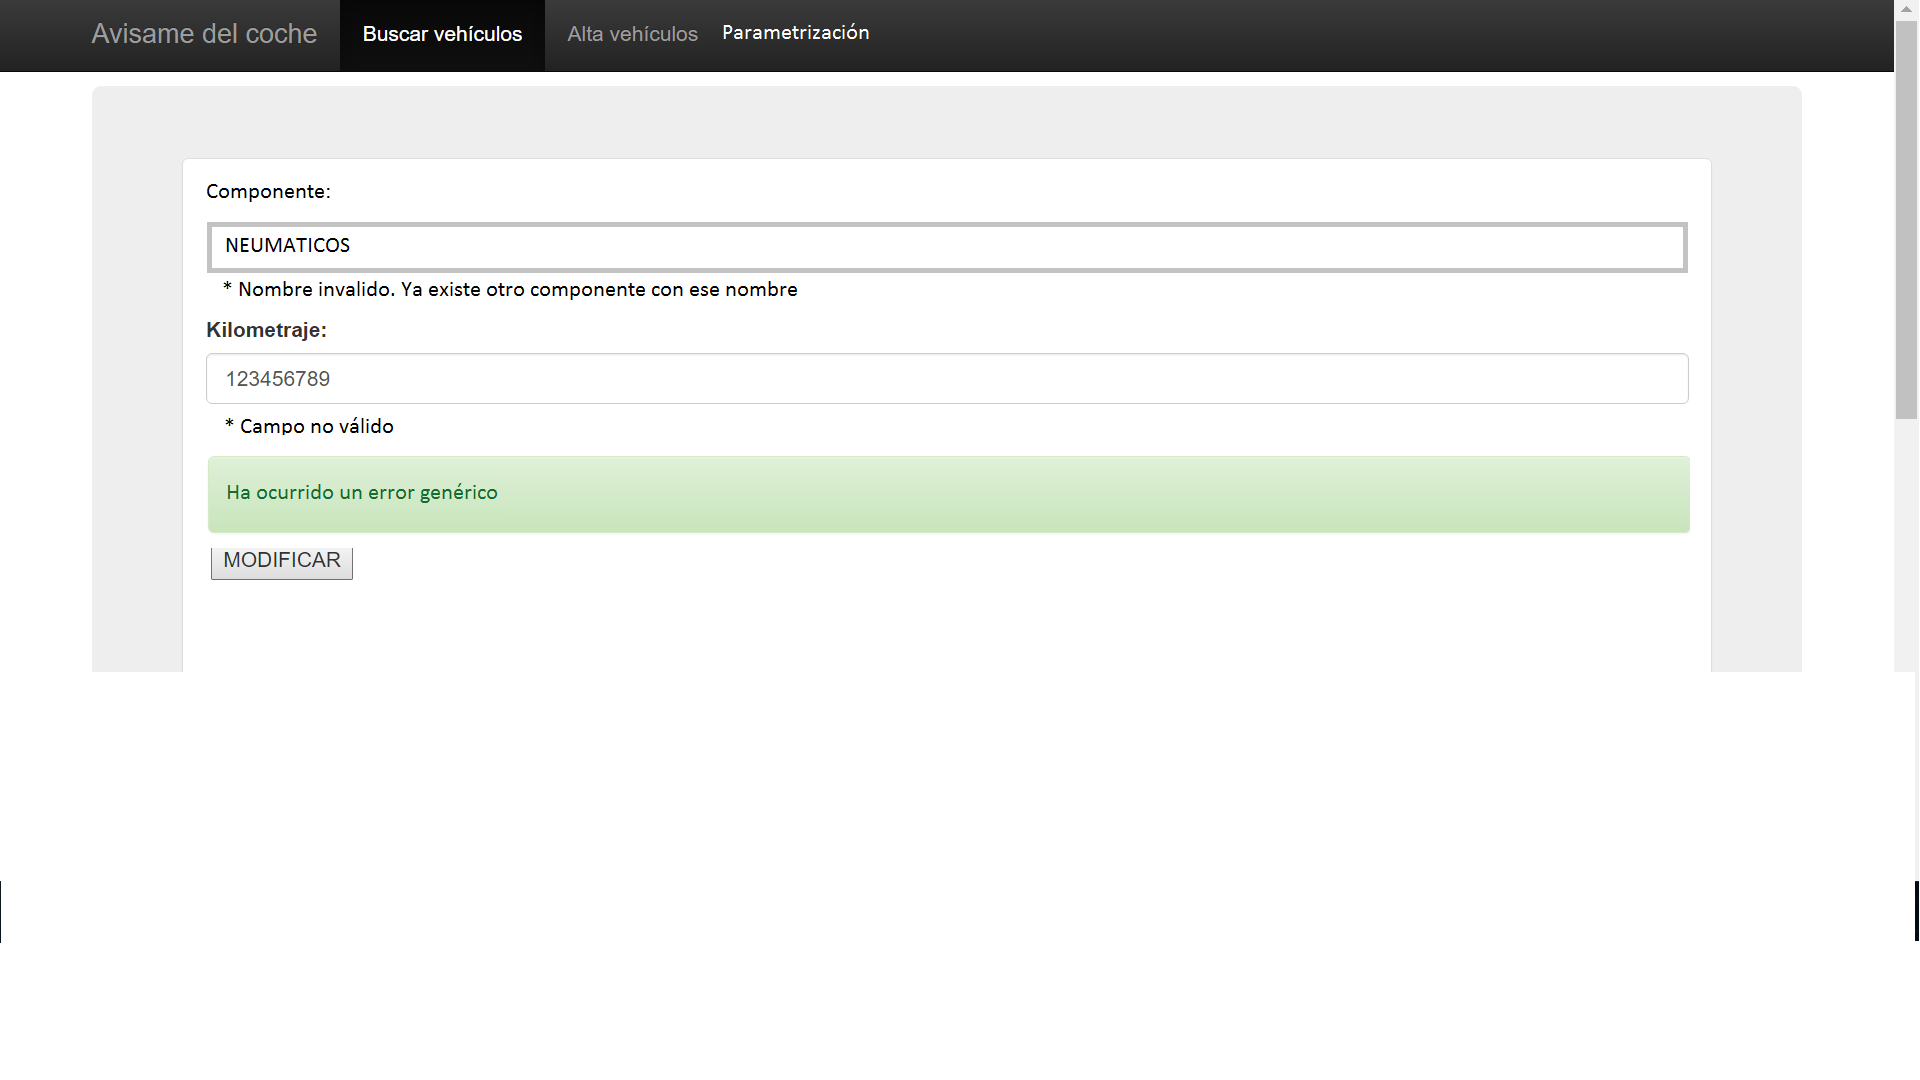 Avisame del coche Buscar vehículos Alta vehículos Parametrización
Componente:
NEUMATICOS
* Nombre invalido. Ya existe otro componente con ese nombre
Kilometraje:
123456789
* Campo no válido
Ha ocurrido un error genérico
MODIFICAR